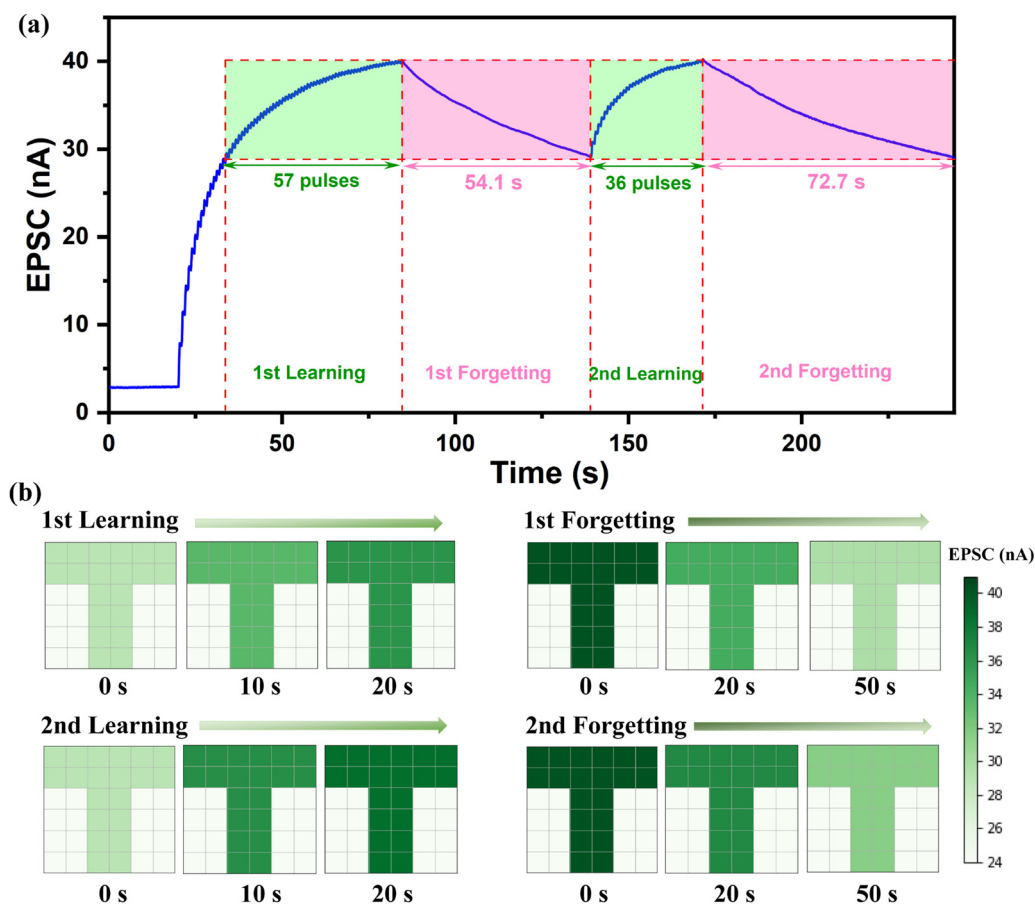 (a)
EPSC (nA)
40
30
20
10
0
57 pulses
54.1 s
36 pulses
72.7 s
1st Learning
1st Forgetting
2nd Learning
2nd Forgetting
0 50 100 150 200
Time (s)
(b)
1st Learning
0 s 10 s 20 s
1st Forgetting
0 s 20 s 50 s
2nd Learning
0 s 10 s 20 s
2nd Forgetting
0 s 20 s 50 s
EPSC (nA)
40
38
36
34
32
30
28
26
24